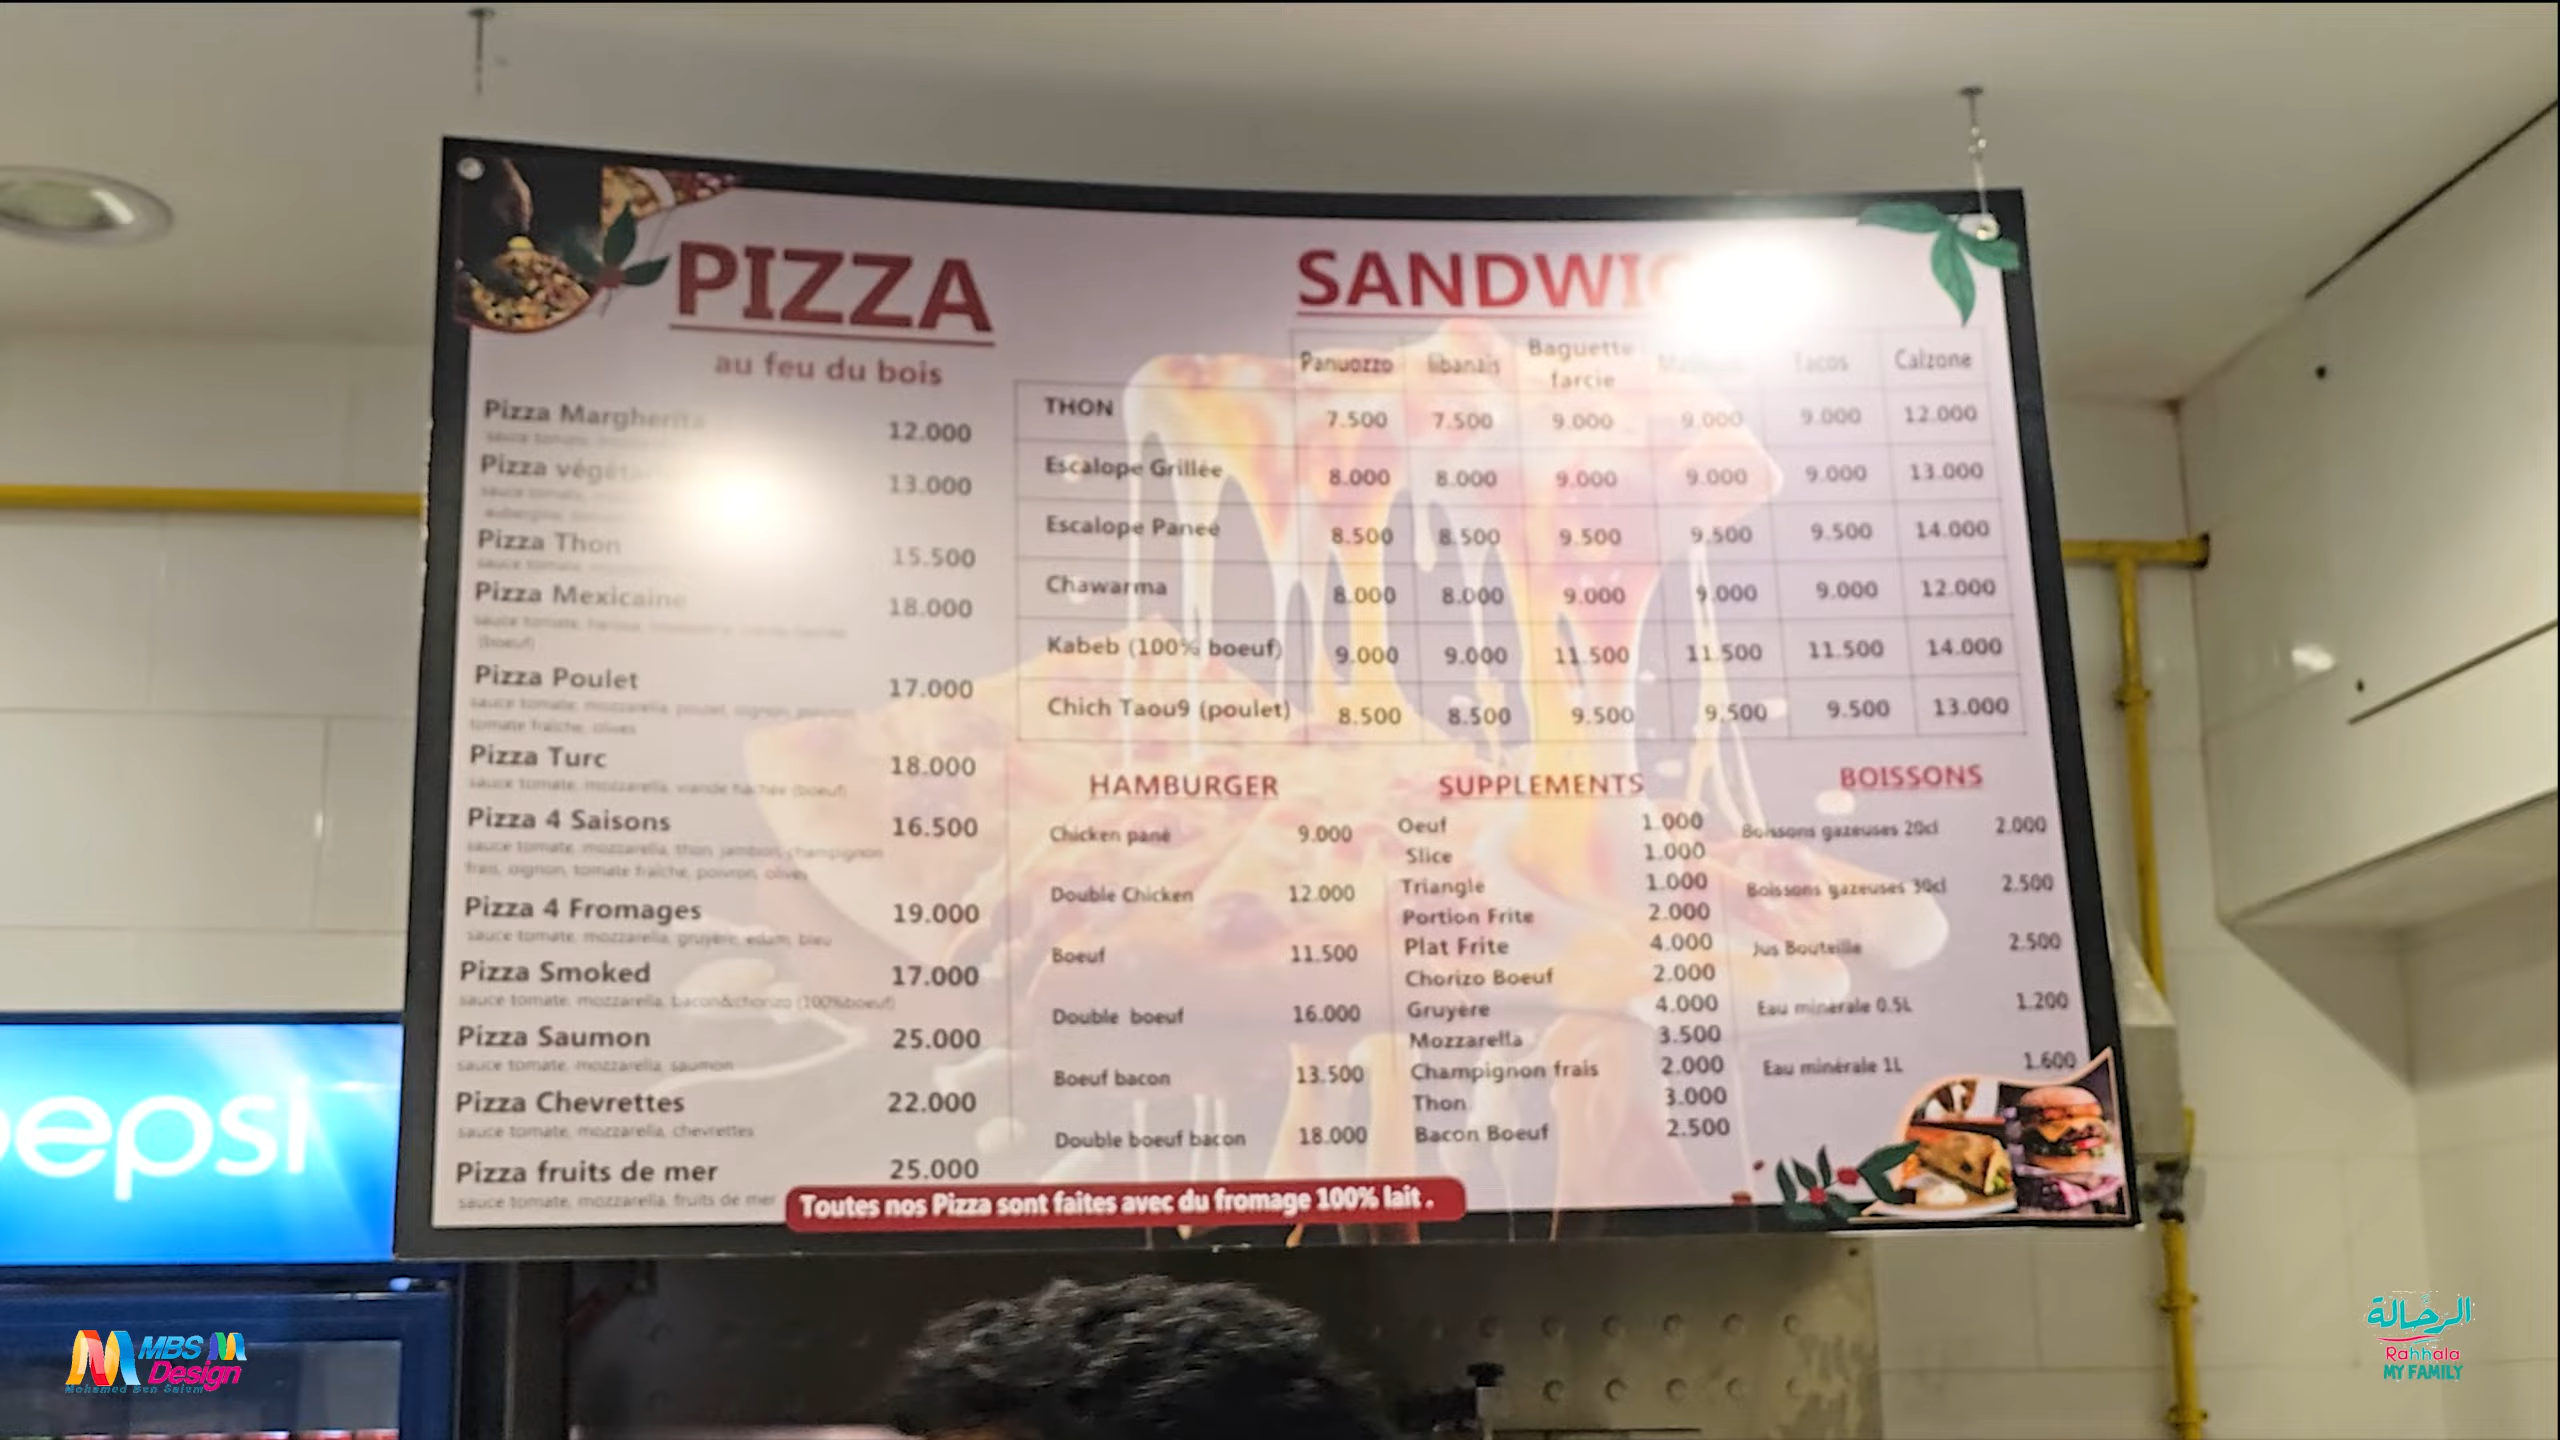 PIZZA
au feu du bois
Pizza Margherita 12.000
sauce tomate,
Pizza 13.000
sauce tomate,
Pizza Thon 15.500
sauce tomate,
Pizza Mexicaine 18.000
sauce tomate,
(boeuf)
Pizza Poulet 17.000
sauce tomate, mozzarella, poulet, oignon, poivron,
tomate fraîche, olives
Pizza Turc 18.000
sauce tomate, mozzarella, viande hachée (boeuf)
Pizza 4 Saisons 16.500
sauce tomate, mozzarella, thon, jambon, champignon
frais, oignon, tomate fraîche, poivron, olives
Pizza 4 Fromages 19.000
sauce tomate, mozzarella, gruyère, edam, bleu
Pizza Smoked 17.000
sauce tomate, mozzarella, bacon&chorizo (100%boeuf)
Pizza Saumon 25.000
sauce tomate, mozzarella, saumon
Pizza Chevrettes 22.000
sauce tomate, mozzarella, chevrettes
Pizza fruits de mer 25.000
sauce tomate, mozzarella, fruits de mer
SANDWI
Panuozzo libanais Baguette farcie Tacos Calzone
THON 7.500 7.500 9.000 9.000 9.000 12.000
Escalope Grillée 8.000 8.000 9.000 9.000 9.000 13.000
Escalope Paneé 8.500 8.500 9.500 9.500 9.500 14.000
Chawarma 8.000 8.000 9.000 9.000 9.000 12.000
Kabeb (100% boeuf) 9.000 9.000 11.500 11.500 11.500 14.000
Chich Taou9 (poulet) 8.500 8.500 9.500 9.500 9.500 13.000
HAMBURGER
Chicken pané 9.000
Double Chicken 12.000
Boeuf 11.500
Double boeuf 16.000
Boeuf bacon 13.500
Double boeuf bacon 18.000
SUPPLEMENTS
Oeuf 1.000
Slice 1.000
Triangle 1.000
Portion Frite 2.000
Plat Frite 4.000
Chorizo Boeuf 2.000
Gruyère 4.000
Mozzarella 3.500
Champignon frais 2.000
Thon 3.000
Bacon Boeuf 2.500
BOISSONS
Boissons gazeuses 20cl 2.000
Boissons gazeuses 30cl 2.500
Jus Bouteille 2.500
Eau minérale 0.5L 1.200
Eau minérale 1L 1.600
Toutes nos Pizza sont faites avec du fromage 100% lait .
pepsi
MBS
Design
Mohamed Ben Salem
الرحالة
Rahhala
MY FAMILY